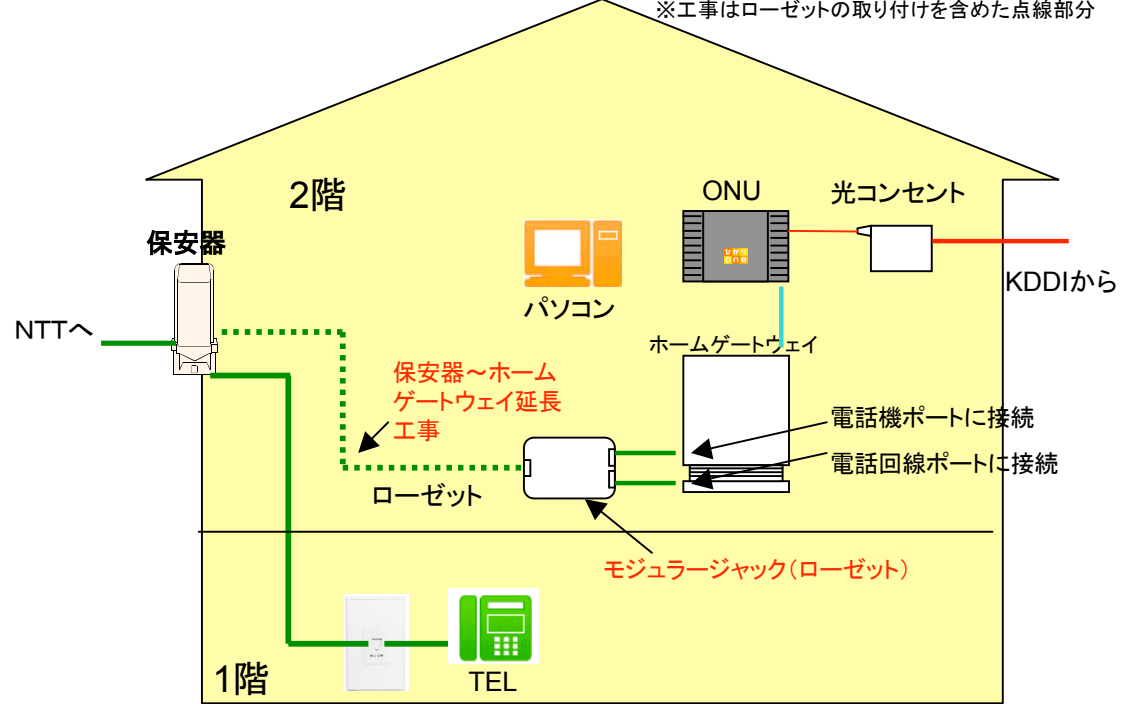 ※工事はローゼットの取り付けを含めた点線部分
2階
ONU
光コンセント
保安器
KDDIから
パソコン
NTTへ
ホームゲートウェイ
保安器～ホーム
ゲートウェイ延長
工事
電話機ポートに接続
電話回線ポートに接続
ローゼット
モジュラージャック（ローゼット）
1階
TEL